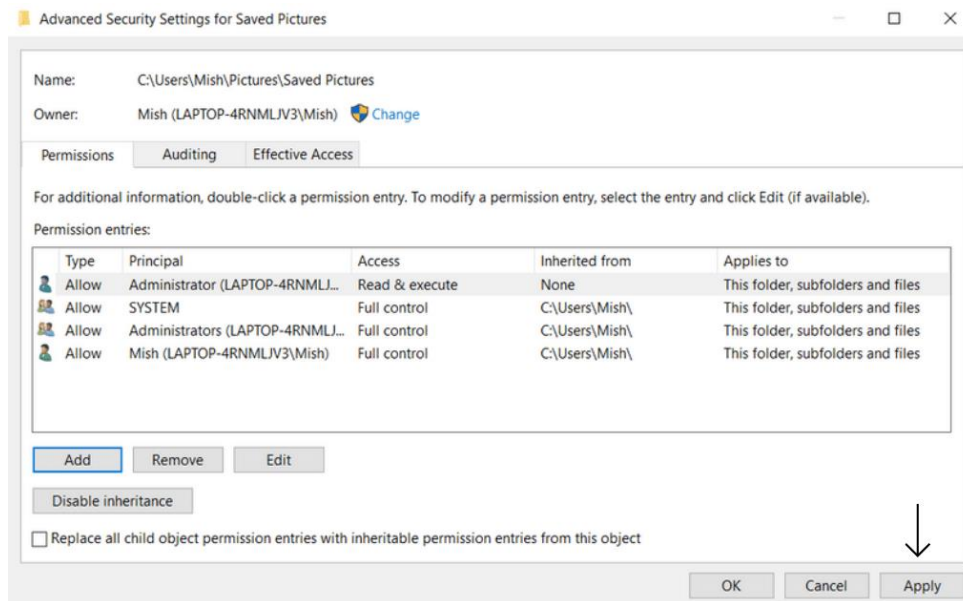 Advanced Security Settings for Saved Pictures
Name: C:\Users\Mish\Pictures\Saved Pictures
Owner: Mish (LAPTOP-4RNMLJV3\Mish) Change
Permissions Auditing Effective Access
For additional information, double-click a permission entry. To modify a permission entry, select the entry and click Edit (if available).
Permission entries:
Type Principal Access Inherited from Applies to
Allow Administrator (LAPTOP-4RNMLJ... Read & execute None This folder, subfolders and files
Allow SYSTEM Full control C:\Users\Mish\ This folder, subfolders and files
Allow Administrators (LAPTOP-4RNMLJ... Full control C:\Users\Mish\ This folder, subfolders and files
Allow Mish (LAPTOP-4RNMLJV3\Mish) Full control C:\Users\Mish\ This folder, subfolders and files
Add Remove Edit
Disable inheritance
Replace all child object permission entries with inheritable permission entries from this object
OK Cancel Apply